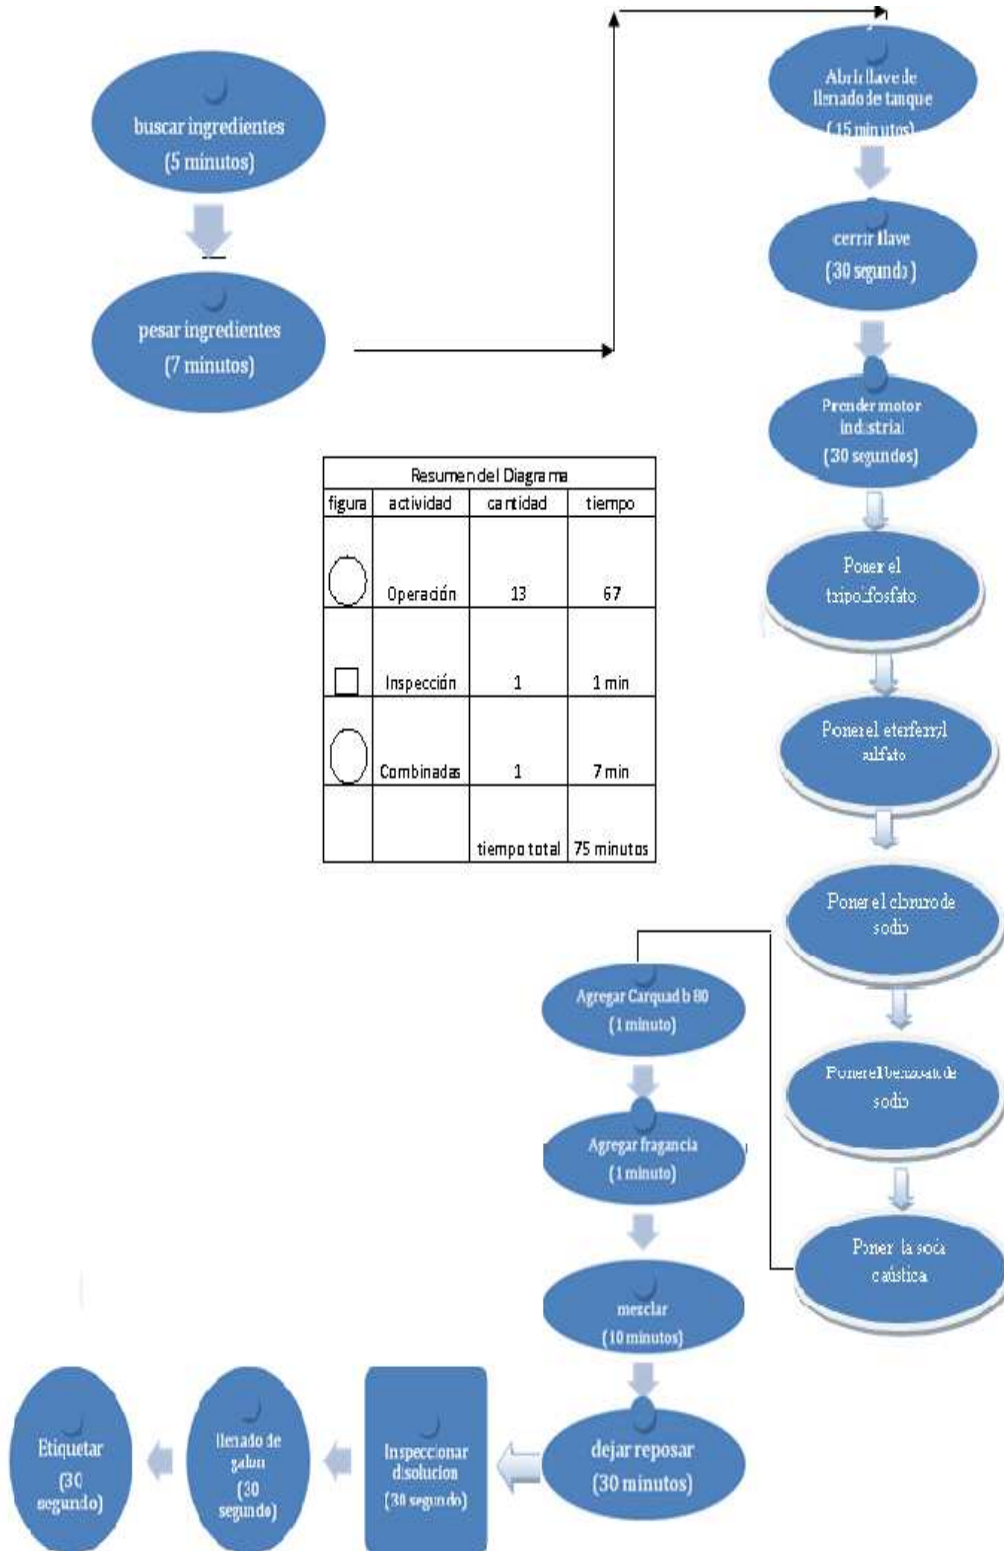 buscar ingredientes
(5 minutos)
pesar ingredientes
(7 minutos)
Abrir llave de
llenado de tanque
(15 minutos)
cerrar llave
(30 segundo)
Prender motor
industrial
(30 segundos)
Poner el
tripolifosfato
Poner el
sulfato
Poner el cloruro de
sodio
Poner el benzoato de
sodio
Poner la soda
caústica
Agregar Carquad b 80
(1 minuto)
Agregar fragancia
(1 minuto)
mezclar
(10 minutos)
dejar reposar
(30 minutos)
Inspeccionar
disolucion
(30 segundo)
llenado de
galon
(30
segundo)
Etiquetar
(30
segundo)
Resumen del Diagrama
figura actividad cantidad tiempo
Operación 13 67
Inspección 1 1 min
Combinadas 1 7 min
tiempo total 75 minutos